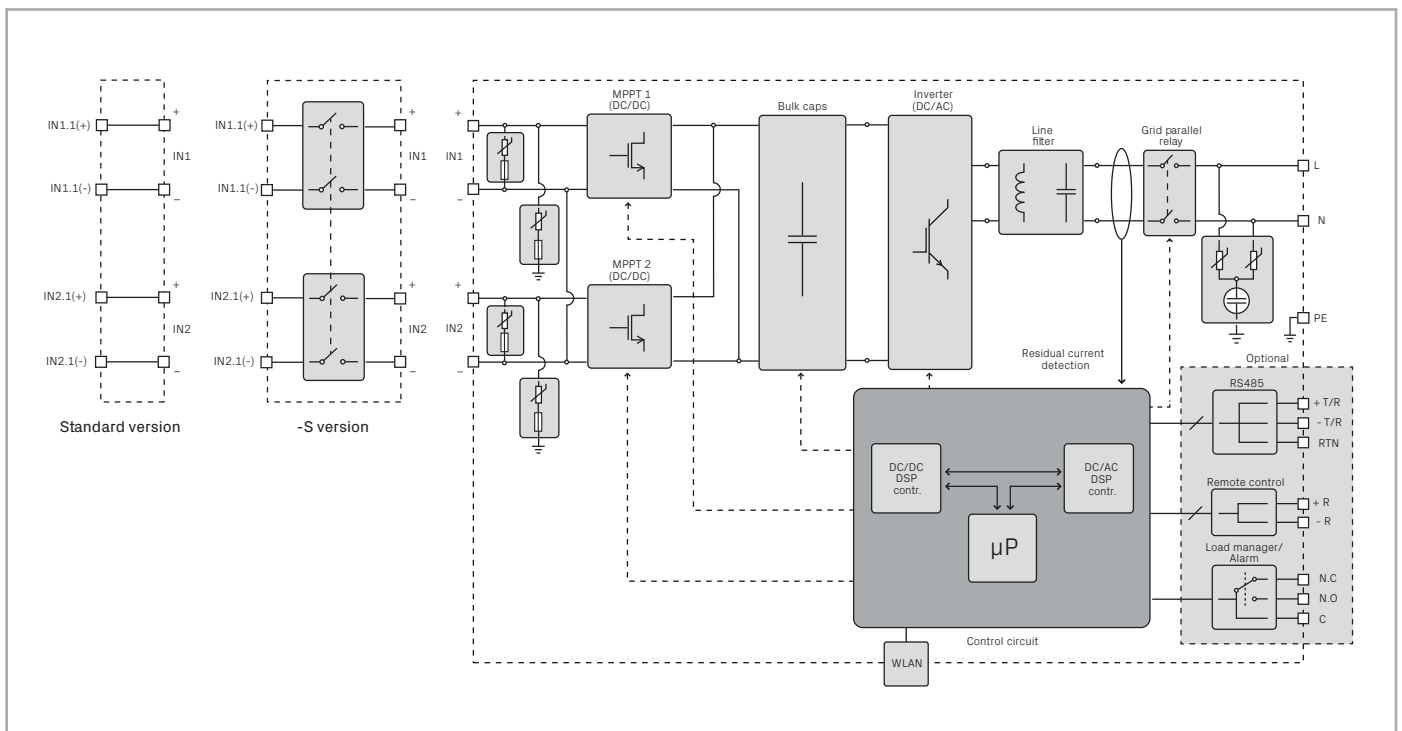 IN1.1(+)
+
IN1
IN1.1(-)
–
IN2.1(+)
+
IN2
IN2.1(-)
–
Standard version
IN1.1(+)
+
IN1
IN1.1(-)
–
IN2.1(+)
+
IN2
IN2.1(-)
–
-S version
+
IN1
–
+
IN2
–
MPPT 1
(DC/DC)
MPPT 2
(DC/DC)
Bulk caps
Inverter
(DC/AC)
Line
filter
Grid parallel
relay
L
N
PE
Residual current
detection
Optional
RS485
+ T/R
- T/R
RTN
Remote control
+ R
- R
Load manager/
Alarm
N.C
N.O
C
DC/DC
DSP
contr.
DC/AC
DSP
contr.
µP
Control circuit
WLAN